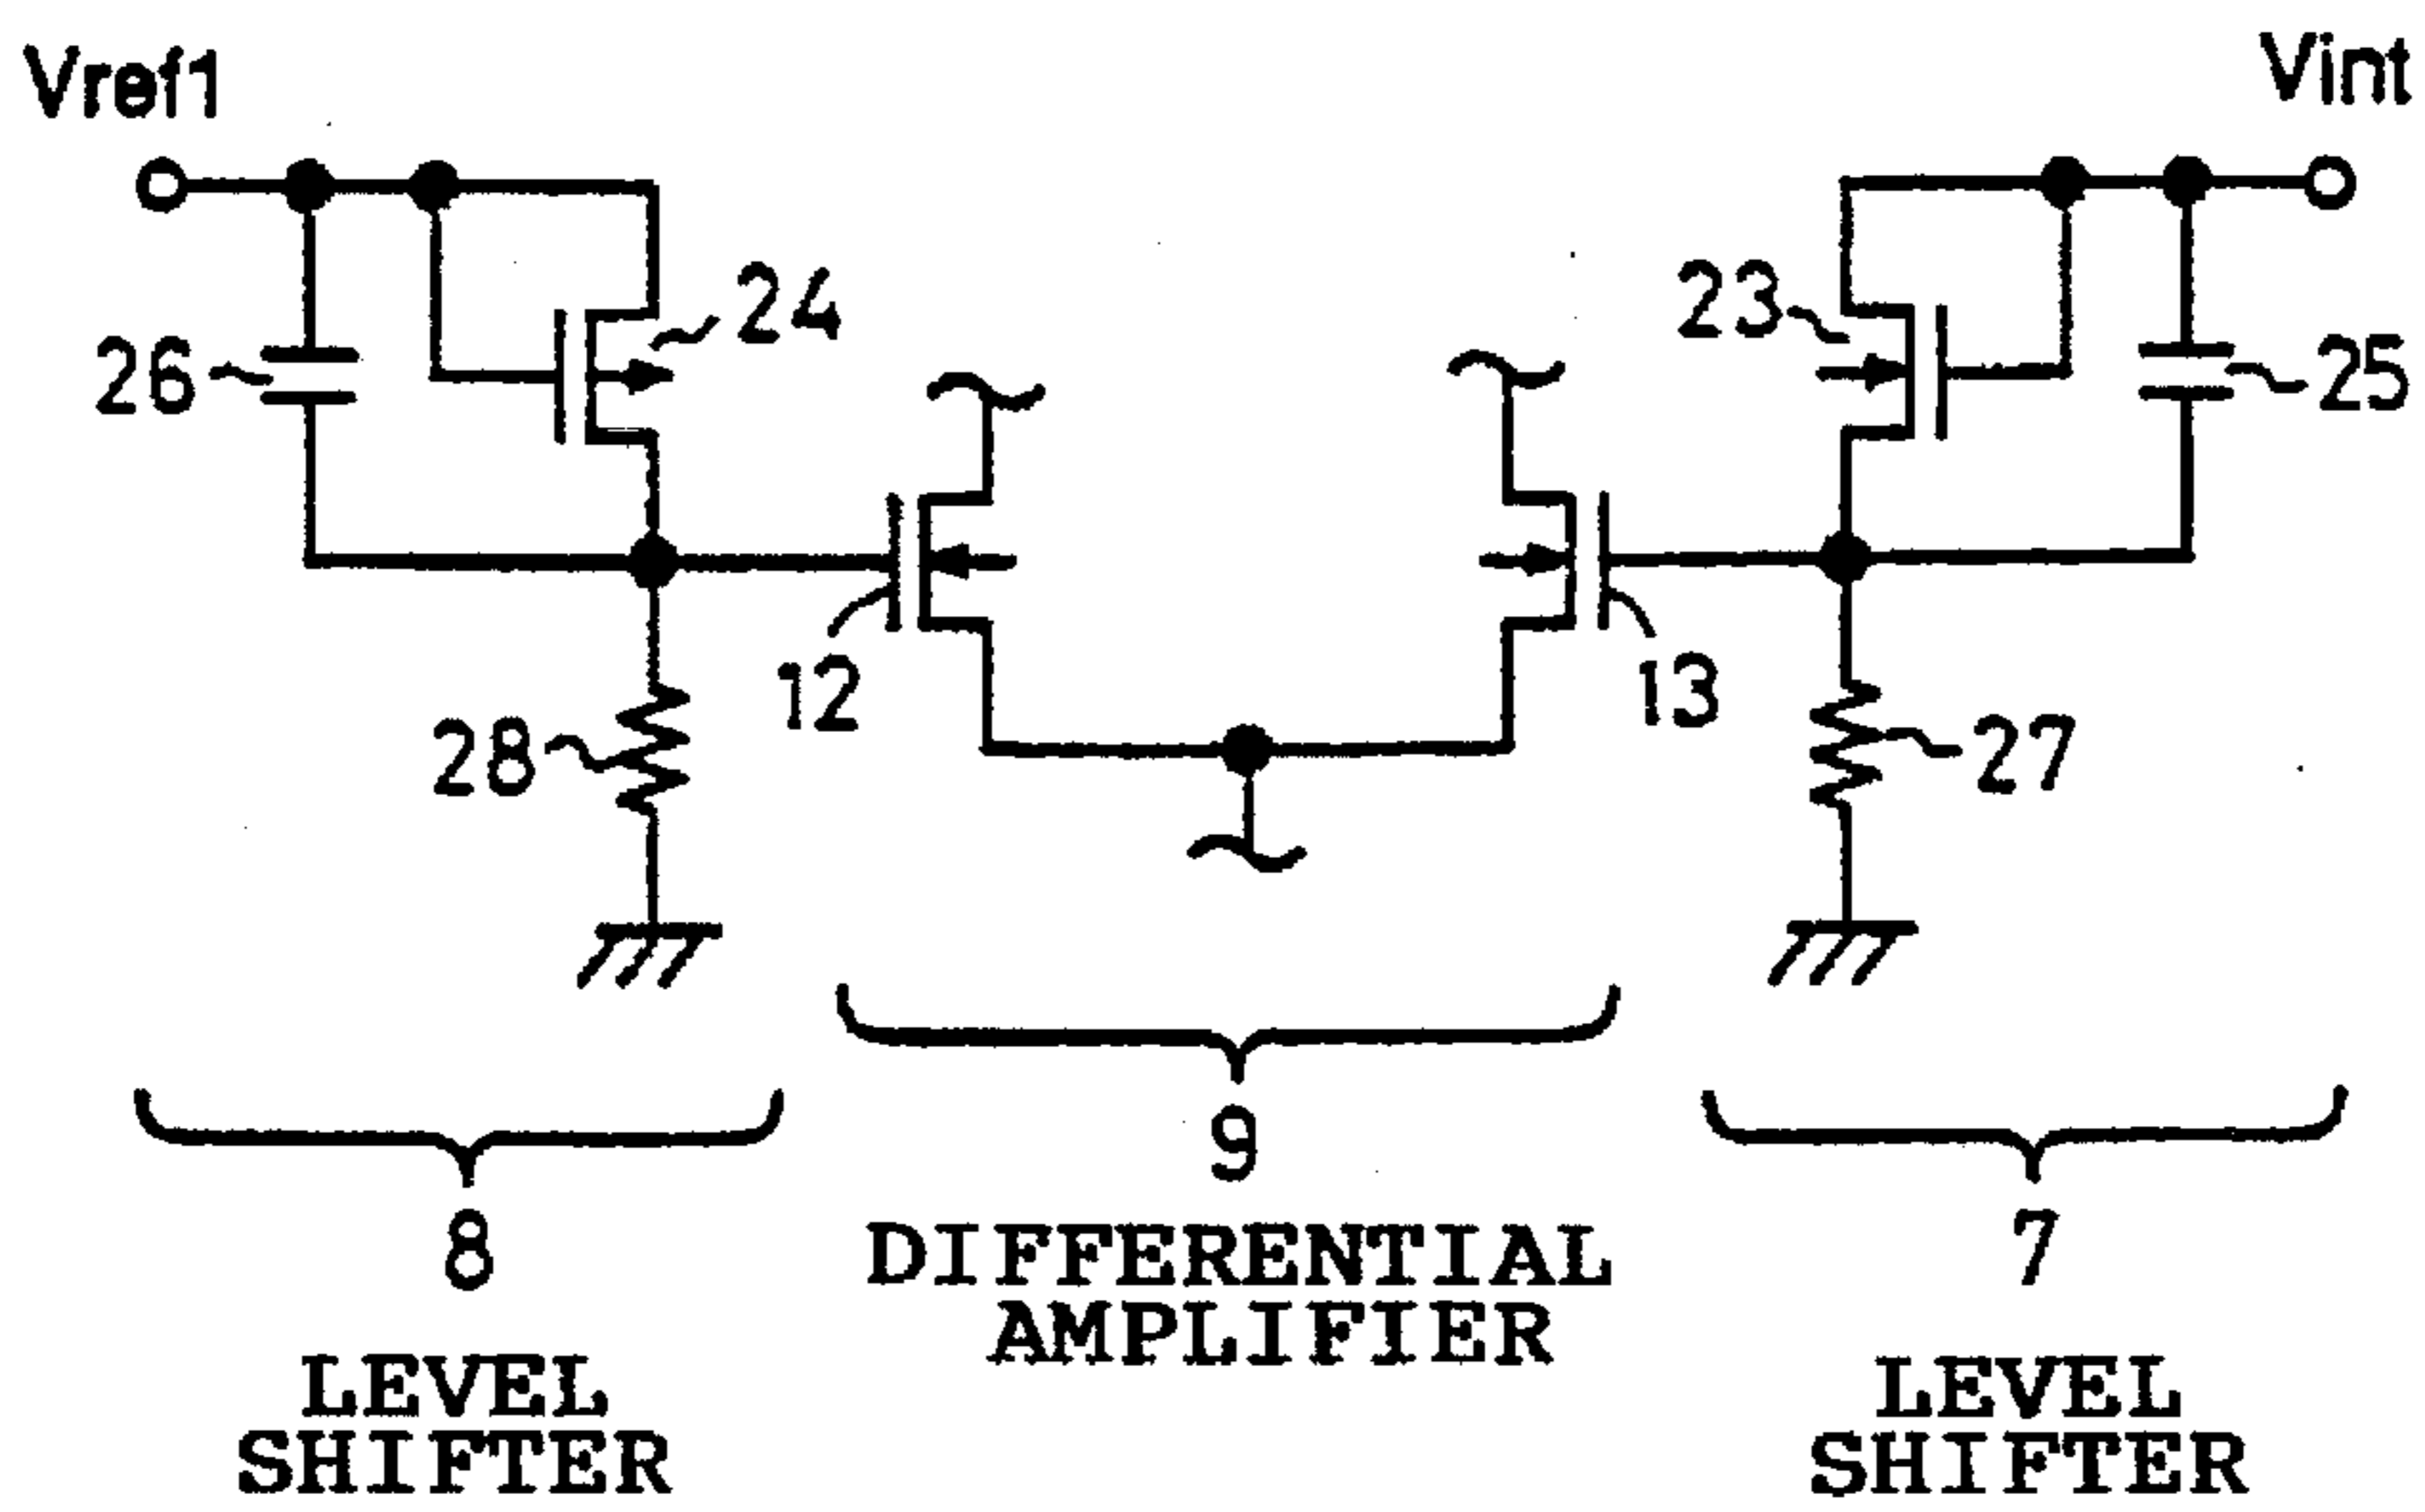 Vref1
Vint
24
23
26
25
12
13
28
27
9
DIFFERENTIAL
AMPLIFIER
8
LEVEL
SHIFTER
7
LEVEL
SHIFTER